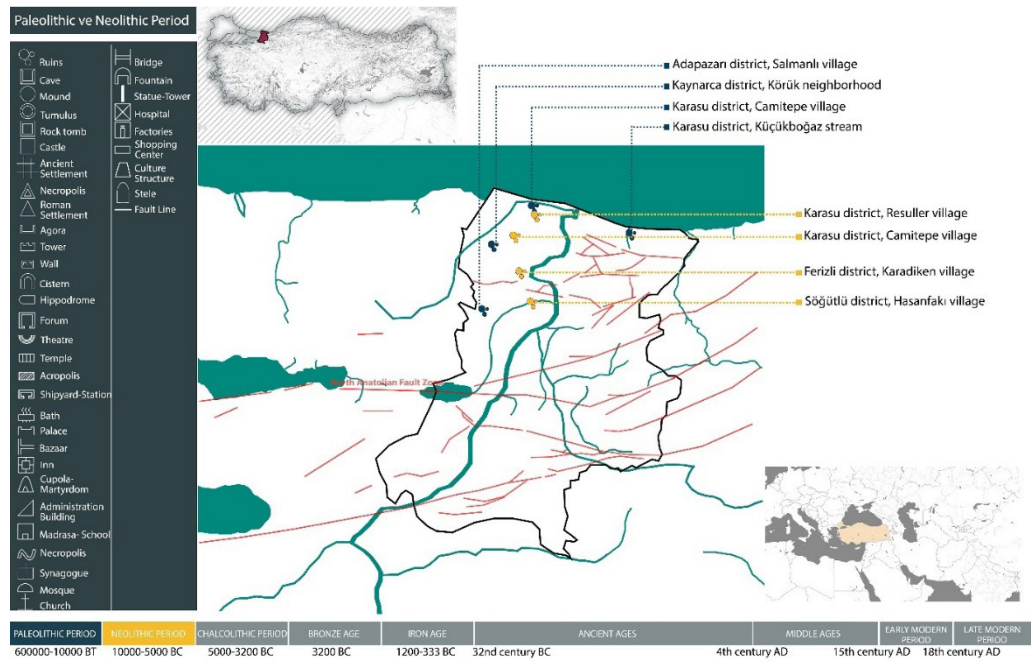 Paleolithic ve Neolithic Period
Ruins
Cave
Mound
Tumulus
Rock tomb
Castle
Ancient
Settlement
Necropolis
Roman
Settlement
Agora
Tower
Wall
Cistern
Hippodrome
Forum
Theatre
Temple
Acropolis
Shipyard-Station
Bath
Palace
Bazaar
Inn
Cupola-
Martyrdom
Administration
Building
Madrasa- School
Necropolis
Synagogue
Mosque
Church
Bridge
Fountain
Statue-Tower
Hospital
Factories
Shopping
Center
Culture
Structure
Stele
Fault Line
Adapazarı district, Salmanlı village
Kaynarca district, Körük neighborhood
Karasu district, Camitepe village
Karasu district, Küçükboğaz stream
Karasu district, Resuller village
Karasu district, Camitepe village
Ferizli district, Karadiken village
Söğütlü district, Hasanfakı village
North Anatolian Fault Zone
PALEOLITHIC PERIOD
NEOLITHIC PERIOD
CHALCOLITHIC PERIOD
BRONZE AGE
IRON AGE
ANCIENT AGES
MIDDLE AGES
EARLY MODERN
PERIOD
LATE MODERN
PERIOD
600000-10000 BT
10000-5000 BC
5000-3200 BC
3200 BC
1200-333 BC
32nd century BC
4th century AD
15th century AD
18th century AD